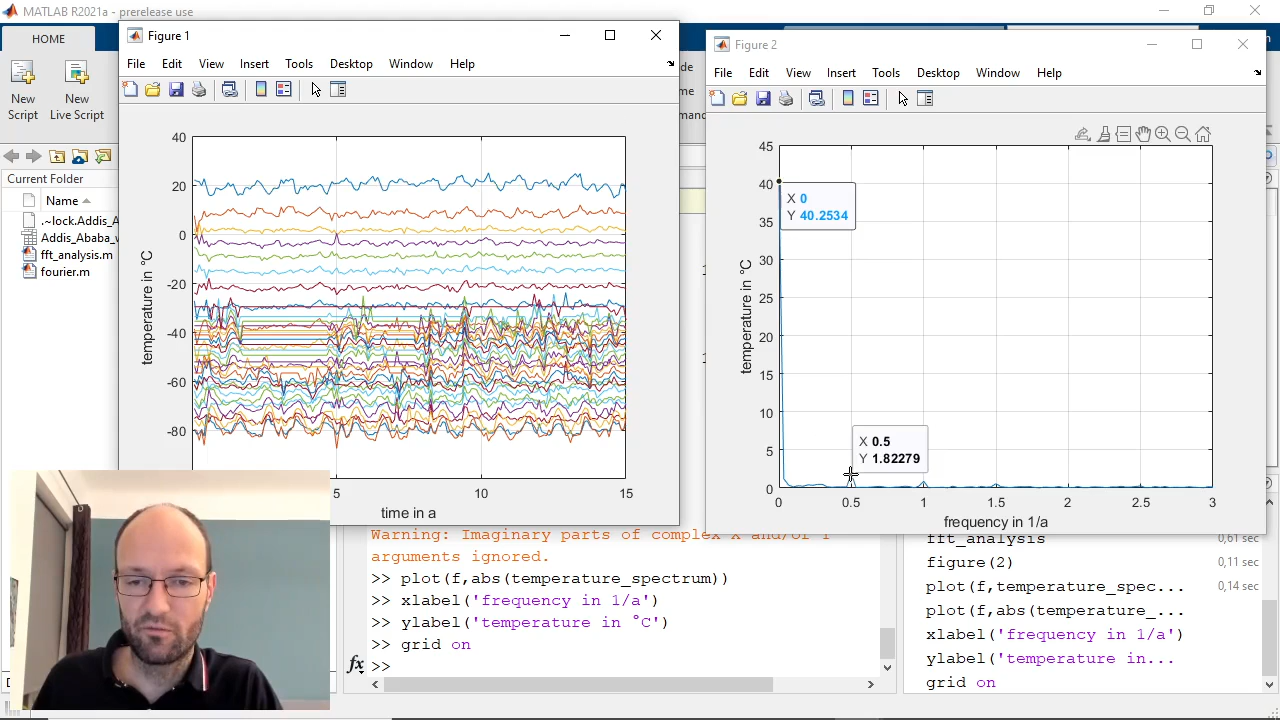 MATLAB R2021a - prerelease use
HOME
New
Script
New
Live Script
Current Folder
Name
.~lock.Addis_A
Addis_Ababa_w
fft_analysis.m
fourier.m
Figure 1
File Edit View Insert Tools Desktop Window Help
40
20
0
-20
-40
-60
-80
temperature in °C
5
10
15
time in a
Figure 2
File Edit View Insert Tools Desktop Window Help
45
40
35
30
25
20
15
10
5
0
temperature in °C
X 0
Y 40.2534
X 0.5
Y 1.82279
0 0.5 1 1.5 2 2.5 3
frequency in 1/a
Warning: Imaginary parts of complex X and/or Y
arguments ignored.
>> plot(f,abs(temperature_spectrum))
>> xlabel('frequency in 1/a')
>> ylabel('temperature in °C')
>> grid on
fx >>
fft_analysis 0,61 sec
figure(2) 0,11 sec
plot(f,temperature_spec... 0,14 sec
plot(f,abs(temperature_...
xlabel('frequency in 1/a')
ylabel('temperature in...
grid on